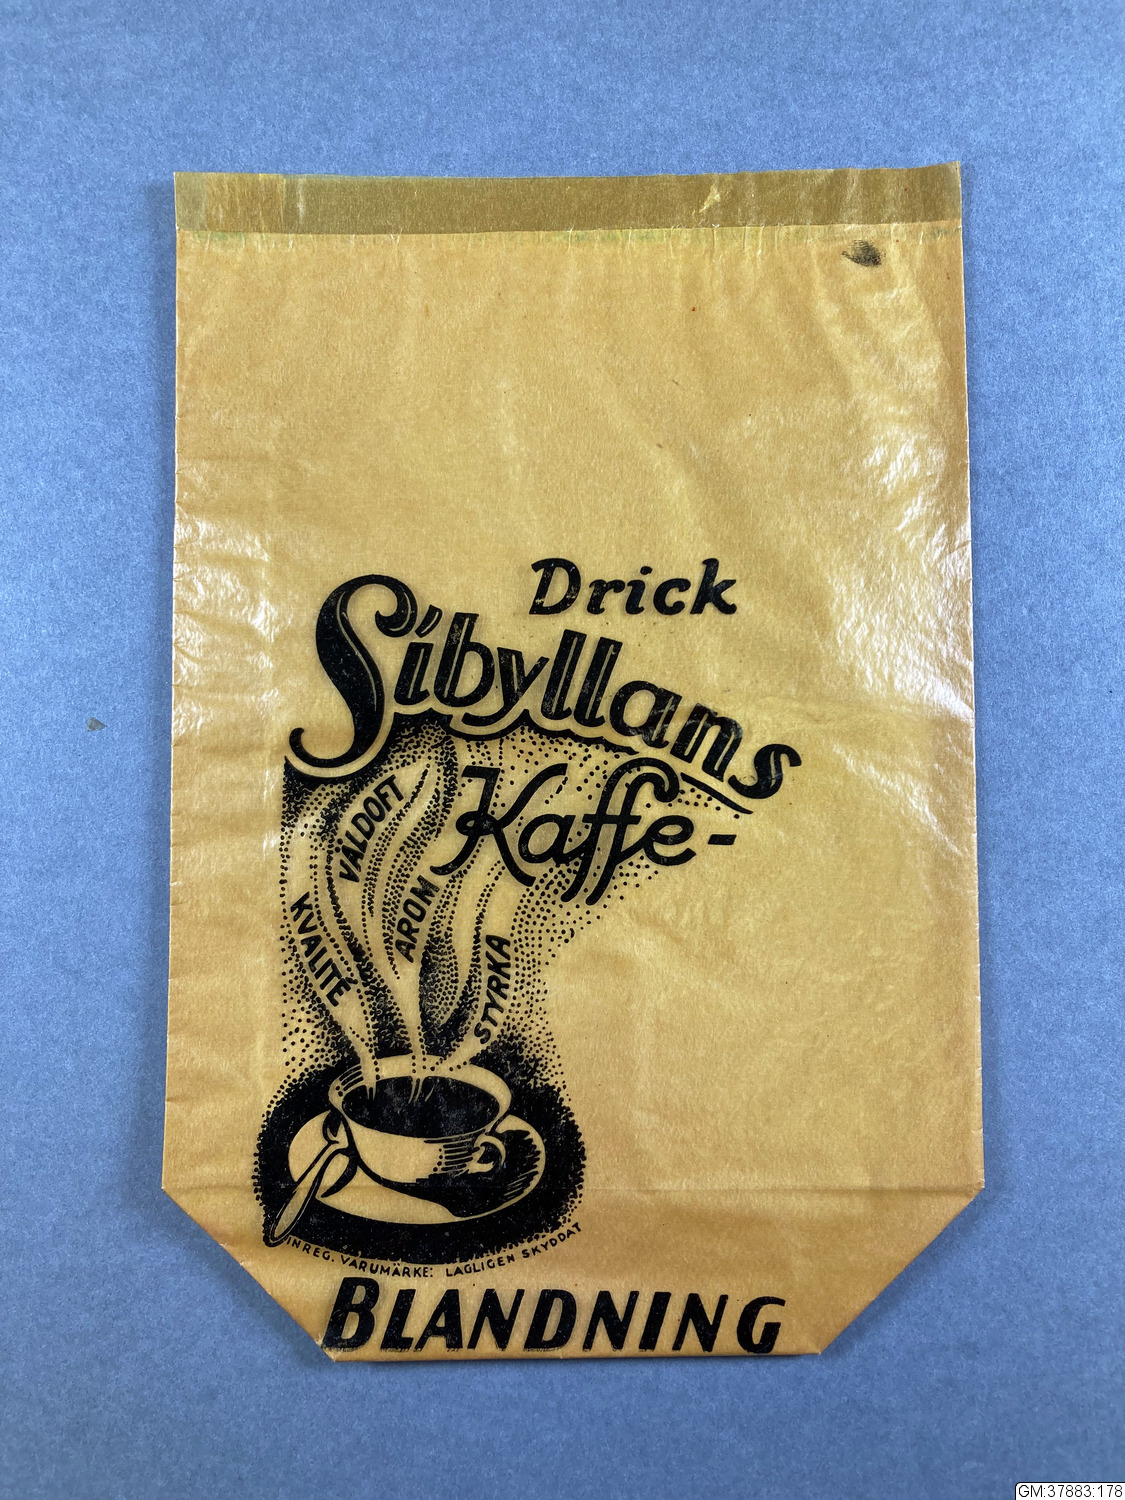 Drick
Sibyllans
Kaffe-
VÄLDOFT
KVALITÉ
AROM
STYRKA
INREG. VARUMÄRKE: LAGLIGEN SKYDDAT
BLANDNING
GM:37883:178